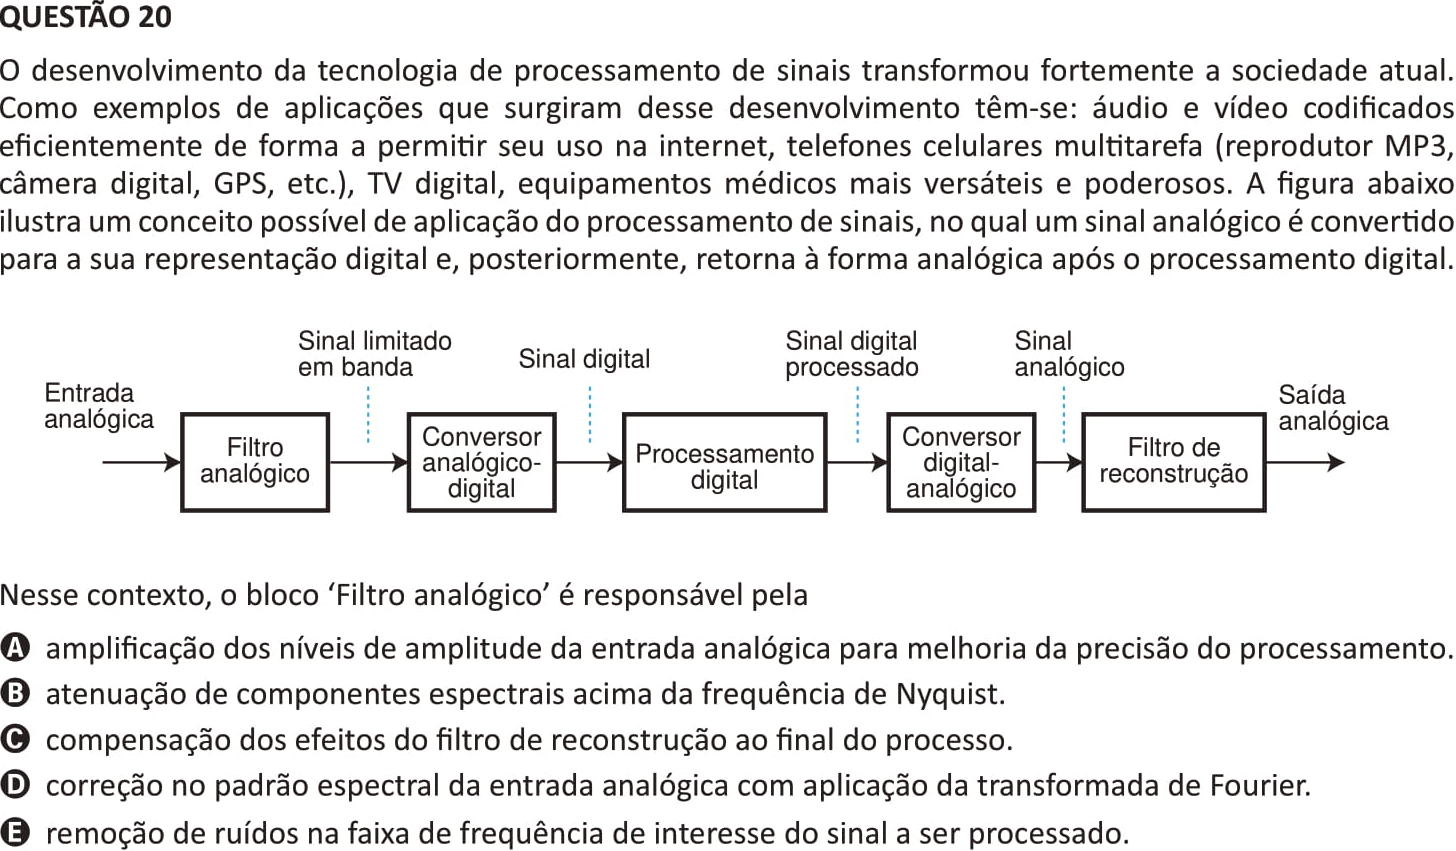 QUESTÃO 20
O desenvolvimento da tecnologia de processamento de sinais transformou fortemente a sociedade atual.
Como exemplos de aplicações que surgiram desse desenvolvimento têm-se: áudio e vídeo codificados
eficientemente de forma a permitir seu uso na internet, telefones celulares multitarefa (reprodutor MP3,
câmera digital, GPS, etc.), TV digital, equipamentos médicos mais versáteis e poderosos. A figura abaixo
ilustra um conceito possível de aplicação do processamento de sinais, no qual um sinal analógico é convertido
para a sua representação digital e, posteriormente, retorna à forma analógica após o processamento digital.
Entrada
analógica
Filtro
analógico
Sinal limitado
em banda
Conversor
analógico-
digital
Sinal digital
Processamento
digital
Sinal digital
processado
Conversor
digital-
analógico
Sinal
analógico
Filtro de
reconstrução
Saída
analógica
Nesse contexto, o bloco ‘Filtro analógico’ é responsável pela
A amplificação dos níveis de amplitude da entrada analógica para melhoria da precisão do processamento.
B atenuação de componentes espectrais acima da frequência de Nyquist.
C compensação dos efeitos do filtro de reconstrução ao final do processo.
D correção no padrão espectral da entrada analógica com aplicação da transformada de Fourier.
E remoção de ruídos na faixa de frequência de interesse do sinal a ser processado.